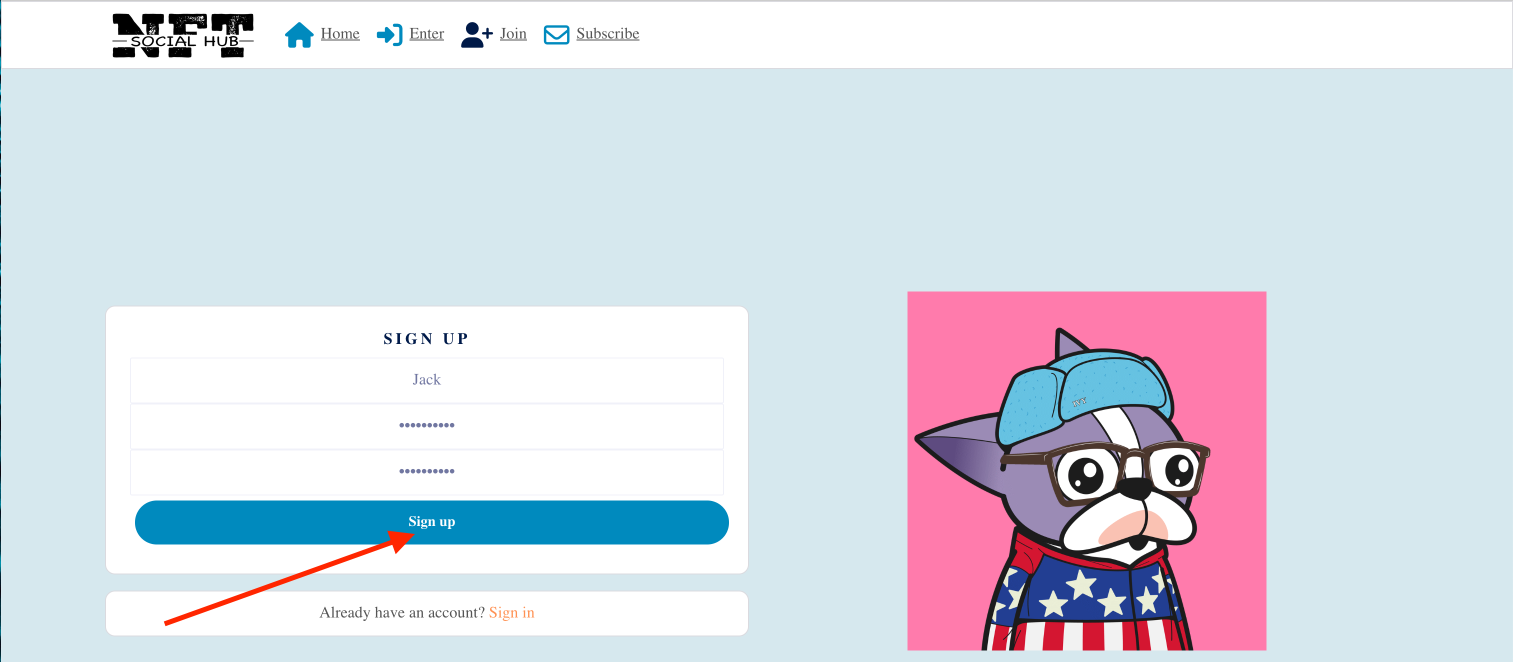 NFT
SOCIAL HUB
Home Enter Join Subscribe
SIGN UP
Jack
••••••••••
••••••••••
Sign up
Already have an account? Sign in